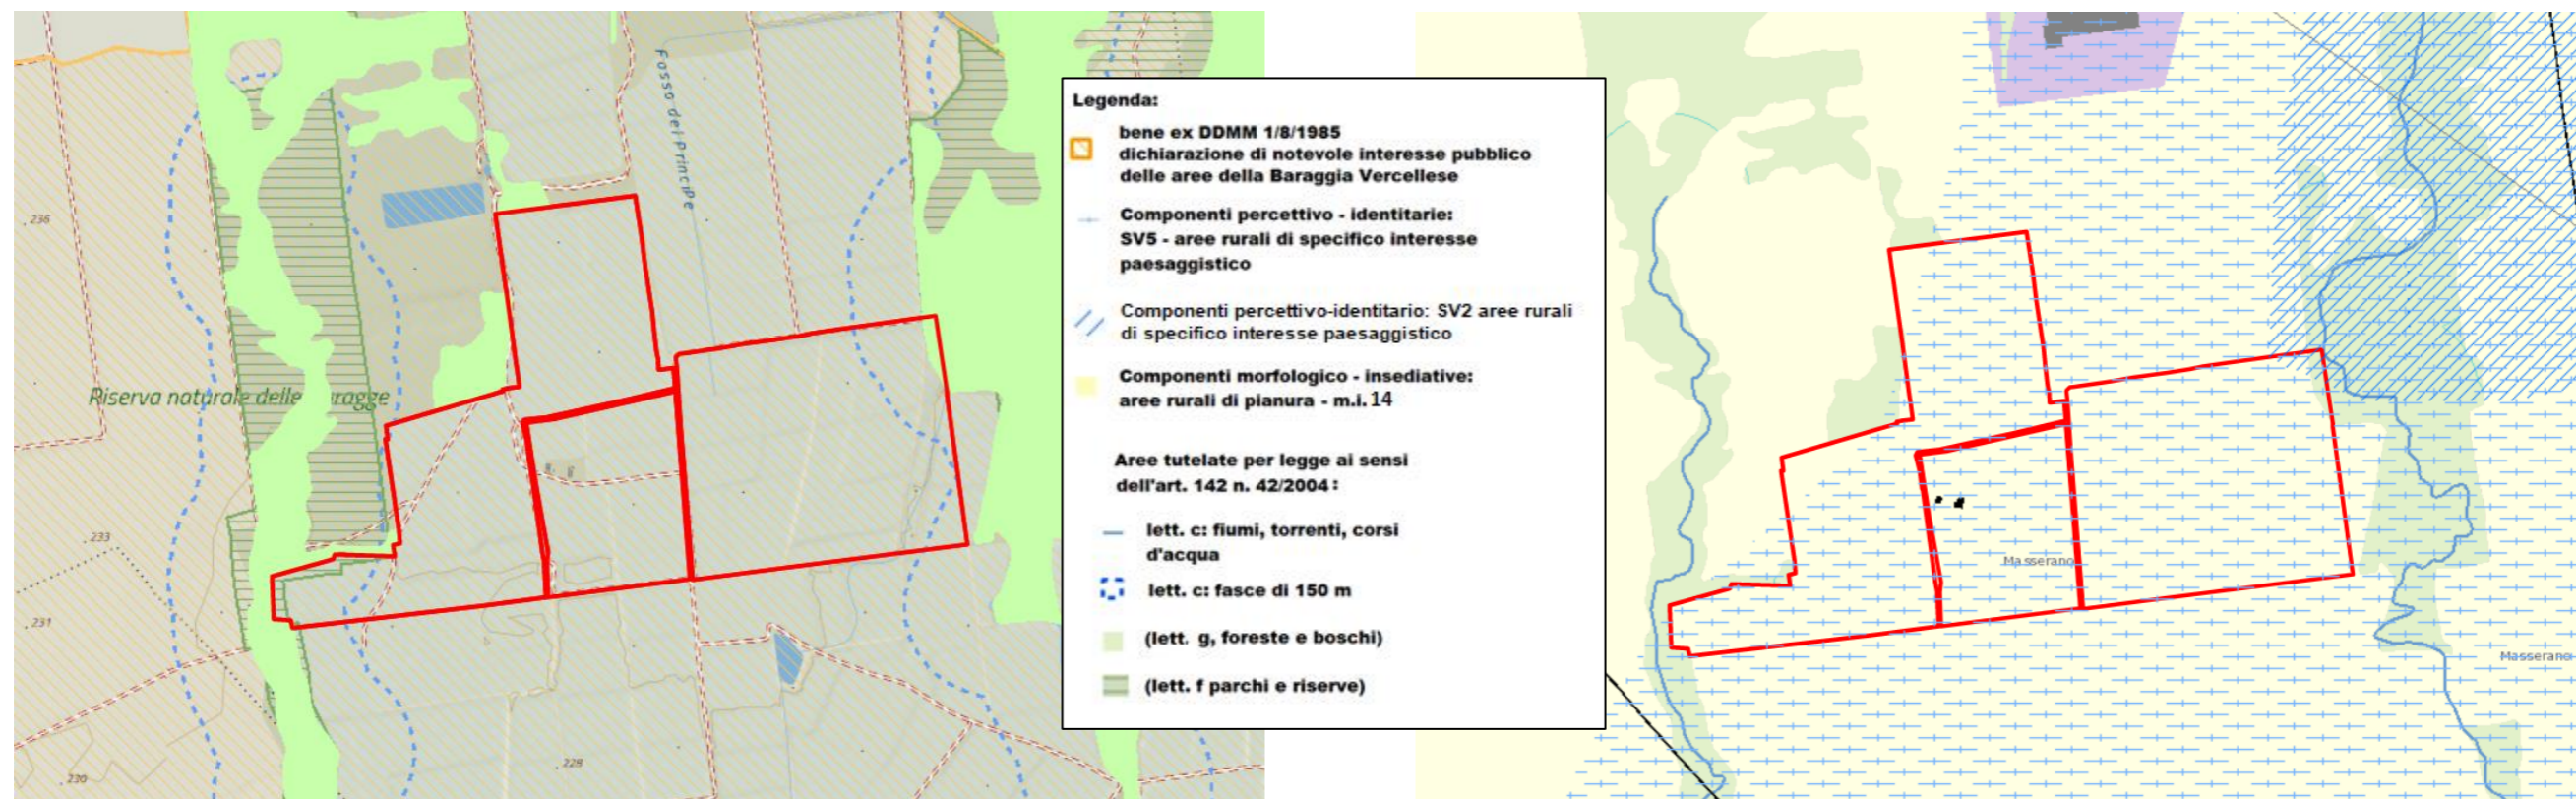 236
Fosso del Principe
Riserva naturale delle
ragge
233
231
230
228
Legenda:
bene ex DDMM 1/8/1985
dichiarazione di notevole interesse pubblico
delle aree della Baraggia Vercellese
Componenti percettivo - identitarie:
SV5 - aree rurali di specifico interesse
paesaggistico
Componenti percettivo-identitario: SV2 aree rurali
di specifico interesse paesaggistico
Componenti morfologico - insediative:
aree rurali di pianura - m.i. 14
Aree tutelate per legge ai sensi
dell'art. 142 n. 42/2004:
lett. c: fiumi, torrenti, corsi
d'acqua
lett. c: fasce di 150 m
(lett. g, foreste e boschi)
(lett. f parchi e riserve)
Masserano
Masserano